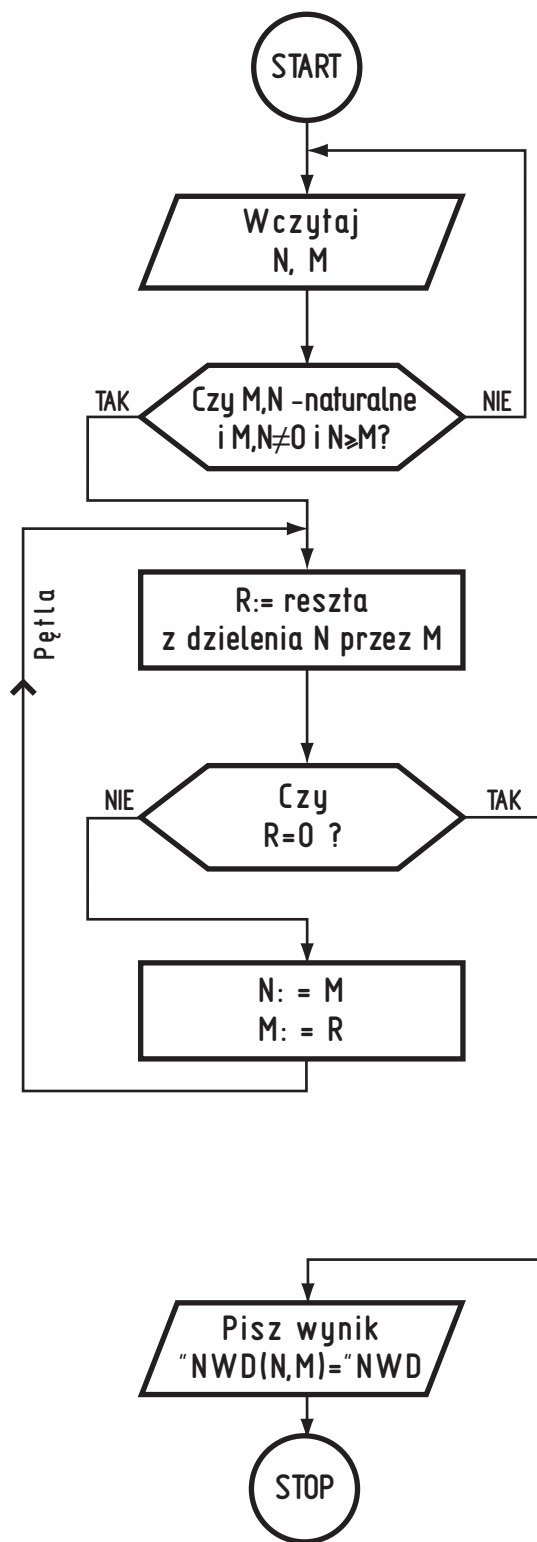 START
Wczytaj
N, M
TAK
Czy M,N -naturalne
i M,N≠0 i N≥M?
NIE
Pętla
R:= reszta
z dzielenia N przez M
NIE
Czy
R=0 ?
TAK
N: = M
M: = R
Pisz wynik
"NWD(N,M)="NWD
STOP